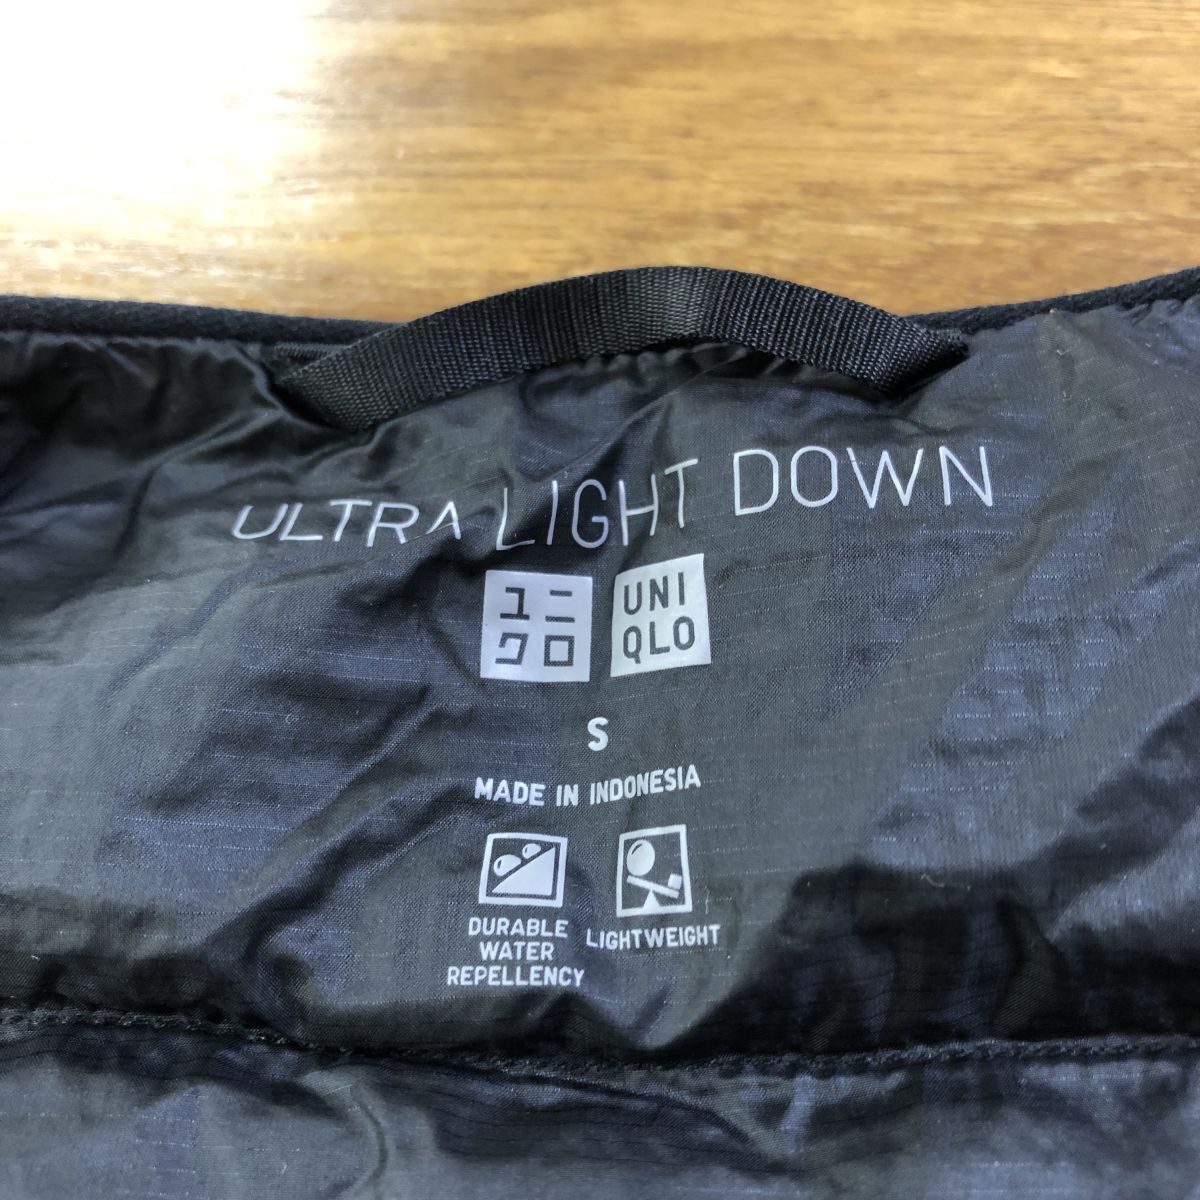 ULTRA LIGHT DOWN
ユニ UNI
クロ QLO
S
MADE IN INDONESIA
DURABLE
WATER
REPELLENCY
LIGHTWEIGHT